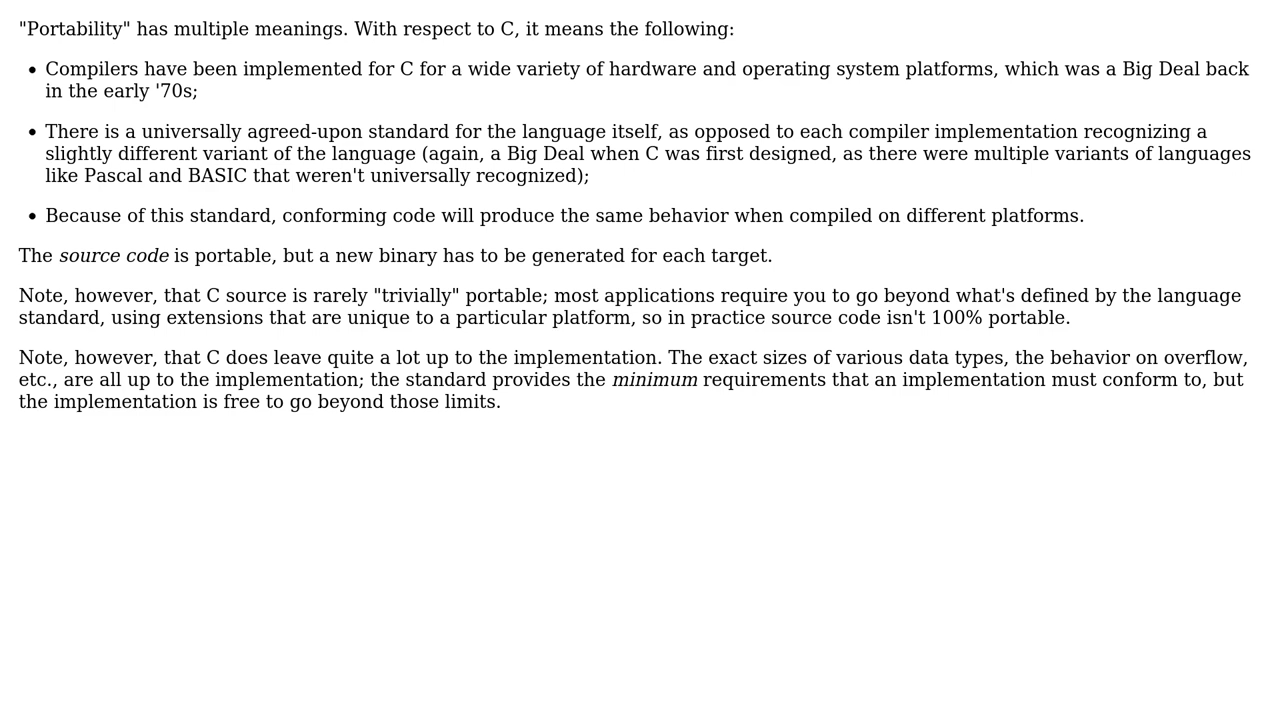 "Portability" has multiple meanings. With respect to C, it means the following:
• Compilers have been implemented for C for a wide variety of hardware and operating system platforms, which was a Big Deal back
in the early '70s;
• There is a universally agreed-upon standard for the language itself, as opposed to each compiler implementation recognizing a
slightly different variant of the language (again, a Big Deal when C was first designed, as there were multiple variants of languages
like Pascal and BASIC that weren't universally recognized);
• Because of this standard, conforming code will produce the same behavior when compiled on different platforms.
The source code is portable, but a new binary has to be generated for each target.
Note, however, that C source is rarely "trivially" portable; most applications require you to go beyond what's defined by the language
standard, using extensions that are unique to a particular platform, so in practice source code isn't 100% portable.
Note, however, that C does leave quite a lot up to the implementation. The exact sizes of various data types, the behavior on overflow,
etc., are all up to the implementation; the standard provides the minimum requirements that an implementation must conform to, but
the implementation is free to go beyond those limits.